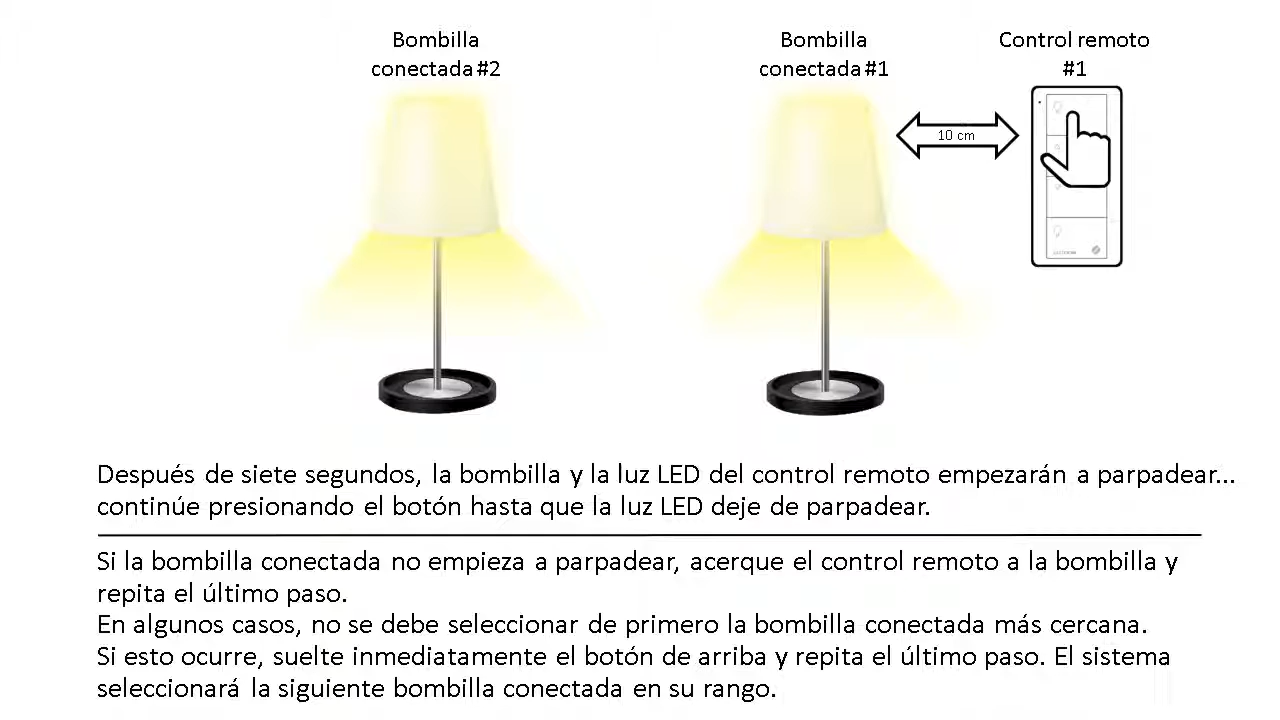 Bombilla
conectada #2
Bombilla
conectada #1
Control remoto
#1
10 cm
Después de siete segundos, la bombilla y la luz LED del control remoto empezarán a parpadear...
continúe presionando el botón hasta que la luz LED deje de parpadear.
Si la bombilla conectada no empieza a parpadear, acerque el control remoto a la bombilla y
repita el último paso.
En algunos casos, no se debe seleccionar de primero la bombilla conectada más cercana.
Si esto ocurre, suelte inmediatamente el botón de arriba y repita el último paso. El sistema
seleccionará la siguiente bombilla conectada en su rango.